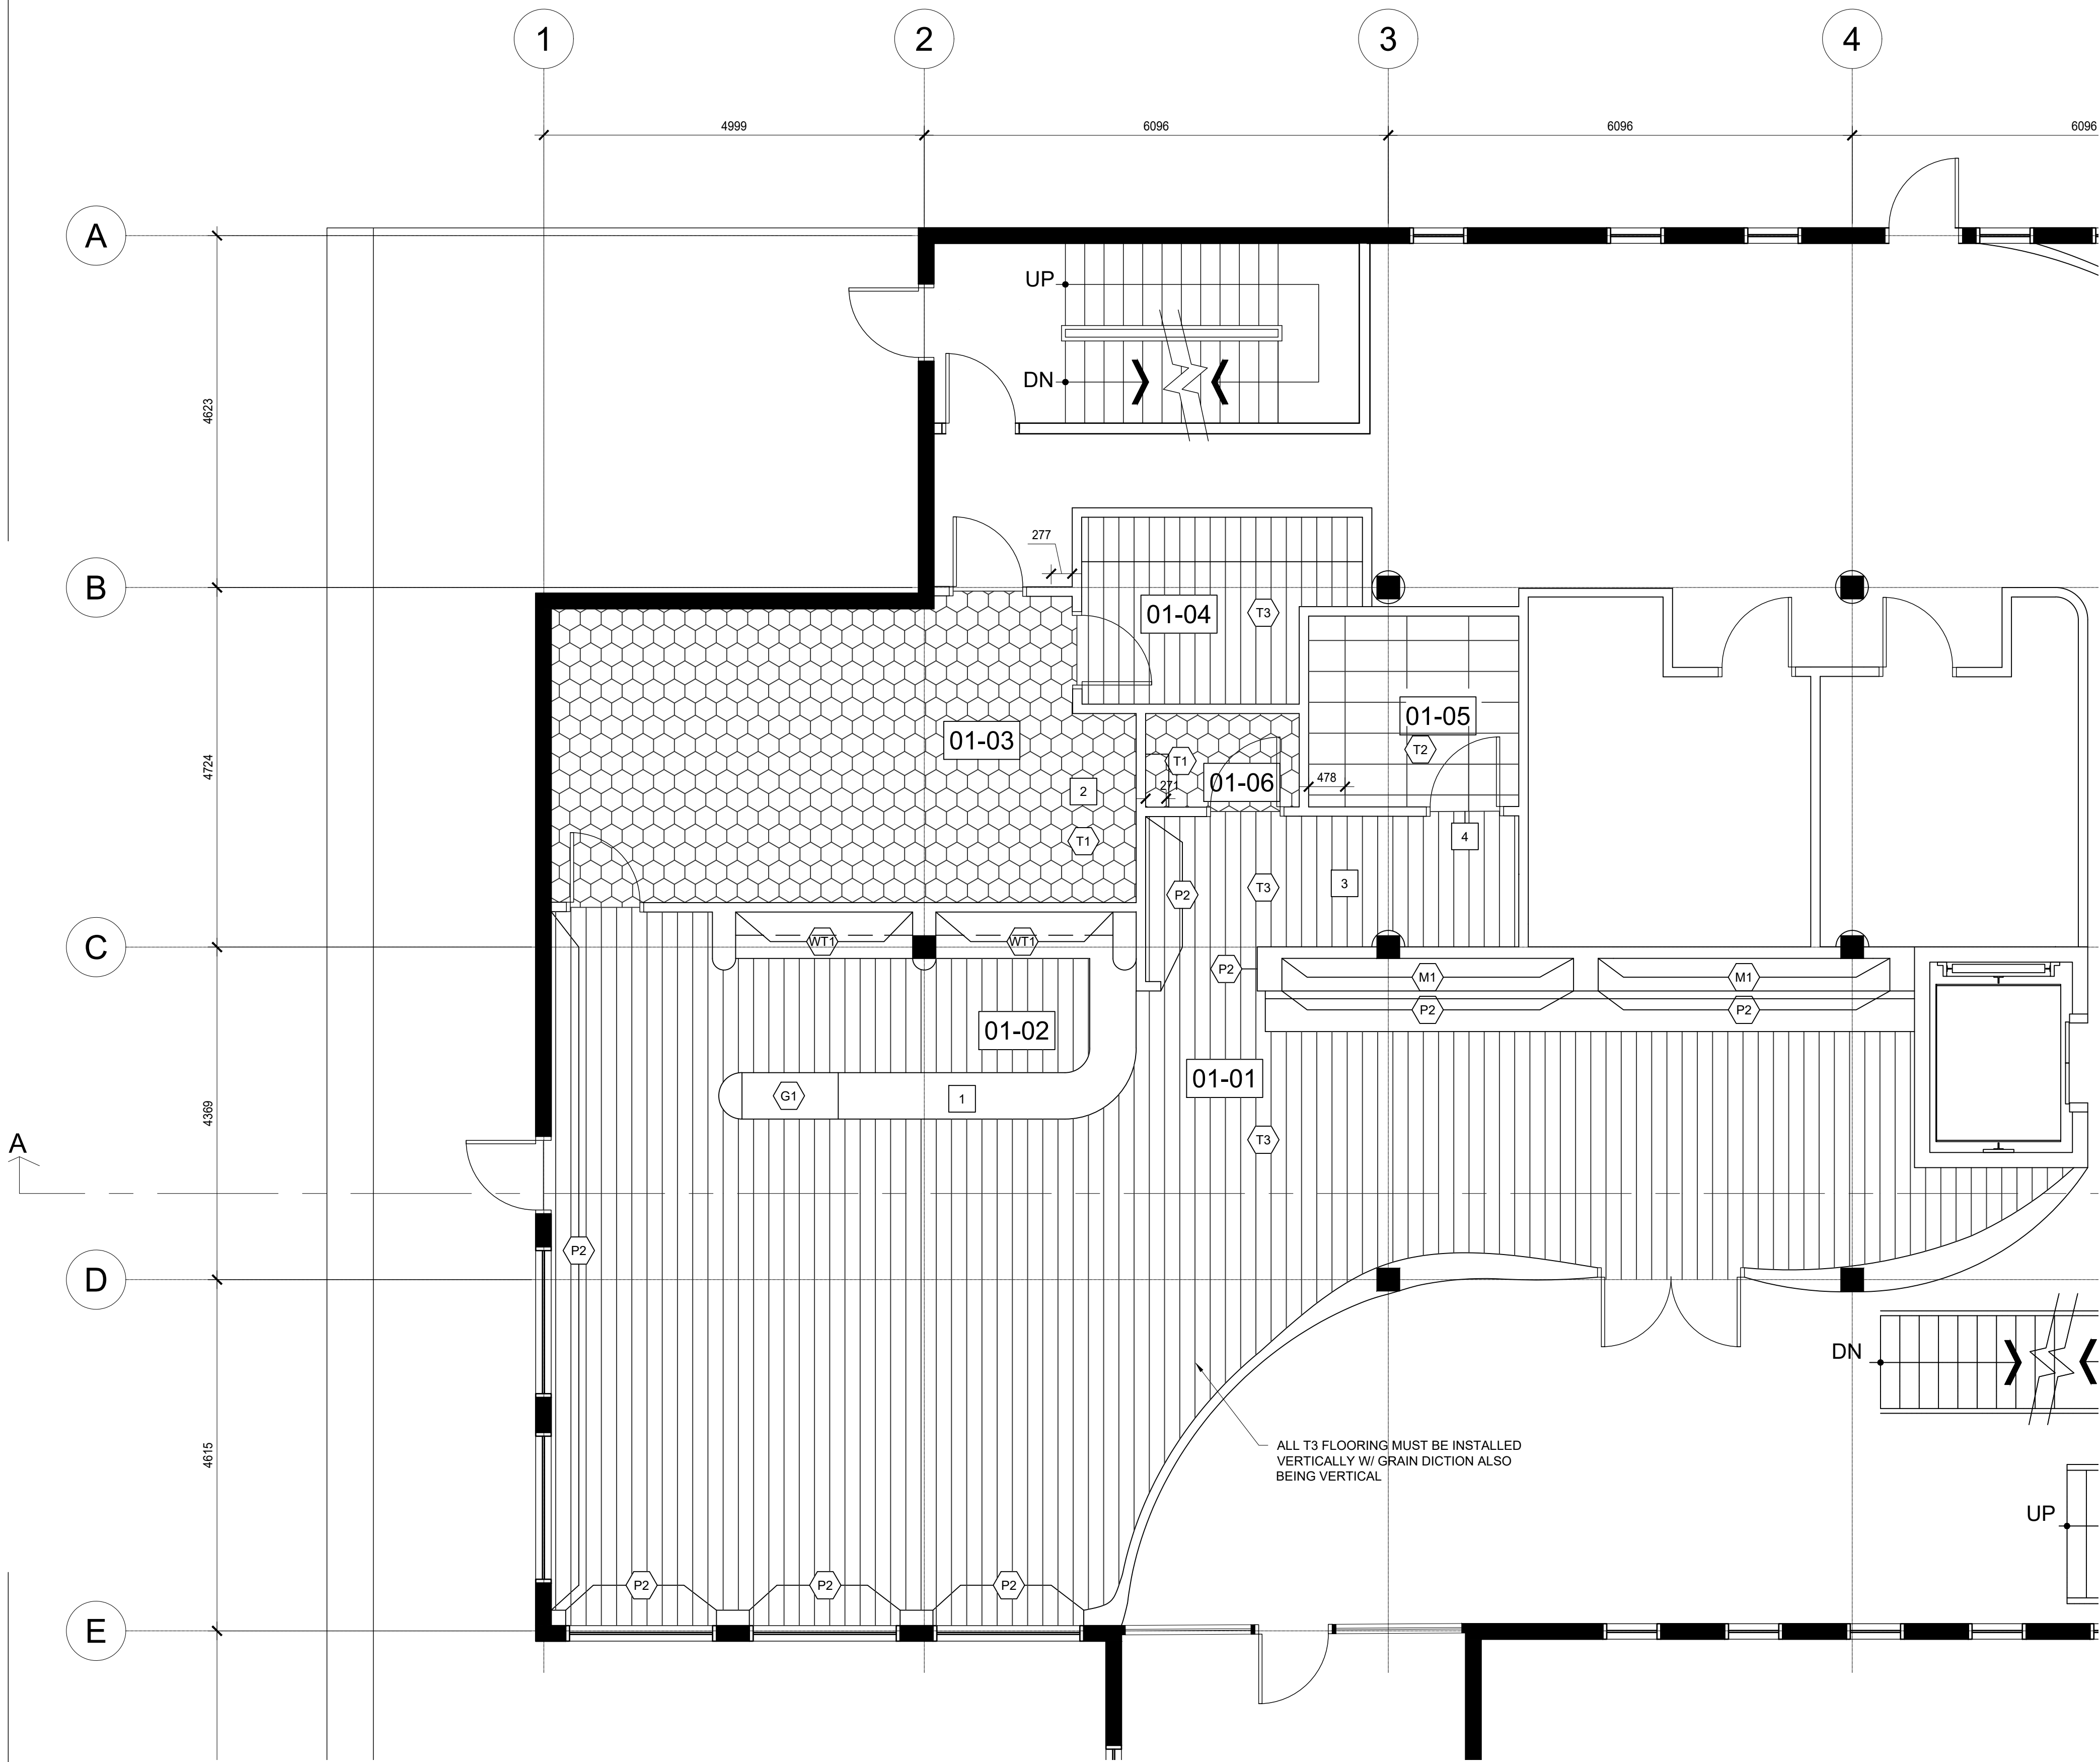 1
2
3
4
4999
6096
6096
6096
A
UP
DN
4623
277
B
01-04
T3
01-05
T2
01-03
T1
01-06
271
478
4724
2
T1
4
P2
T3
3
C
WT1
WT1
P2
M1
M1
P2
P2
01-02
01-01
G1
1
4369
T3
A
P2
D
DN
ALL T3 FLOORING MUST BE INSTALLED
VERTICALLY W/ GRAIN DICTION ALSO
BEING VERTICAL
4615
UP
P2
P2
P2
E